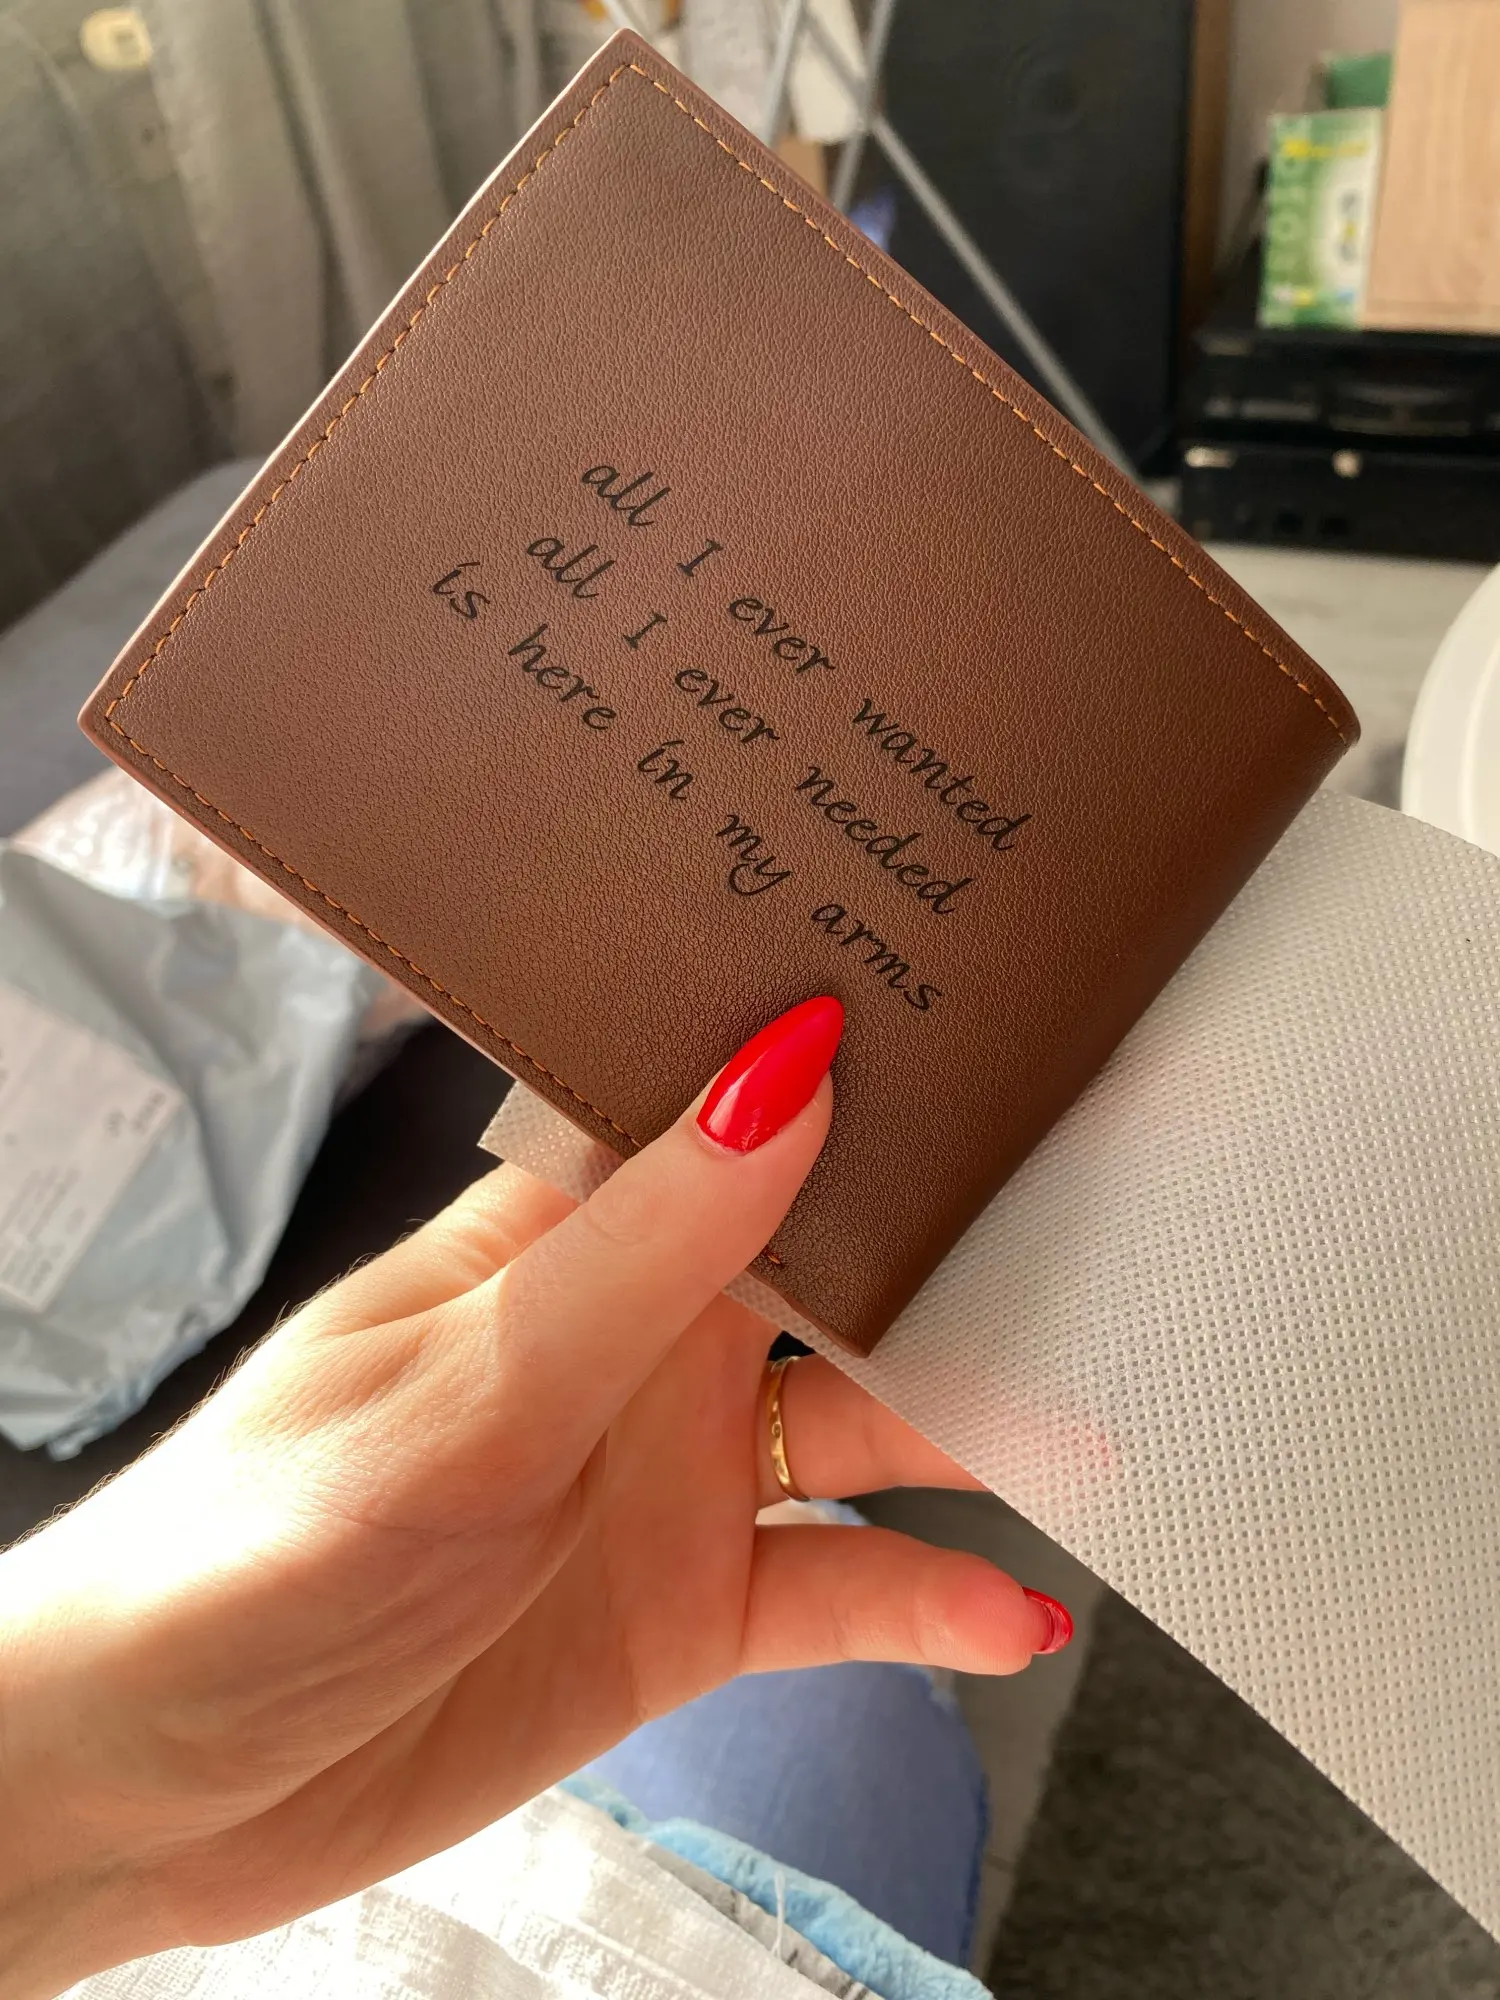 all I ever wanted
all I ever needed
is here in my arms